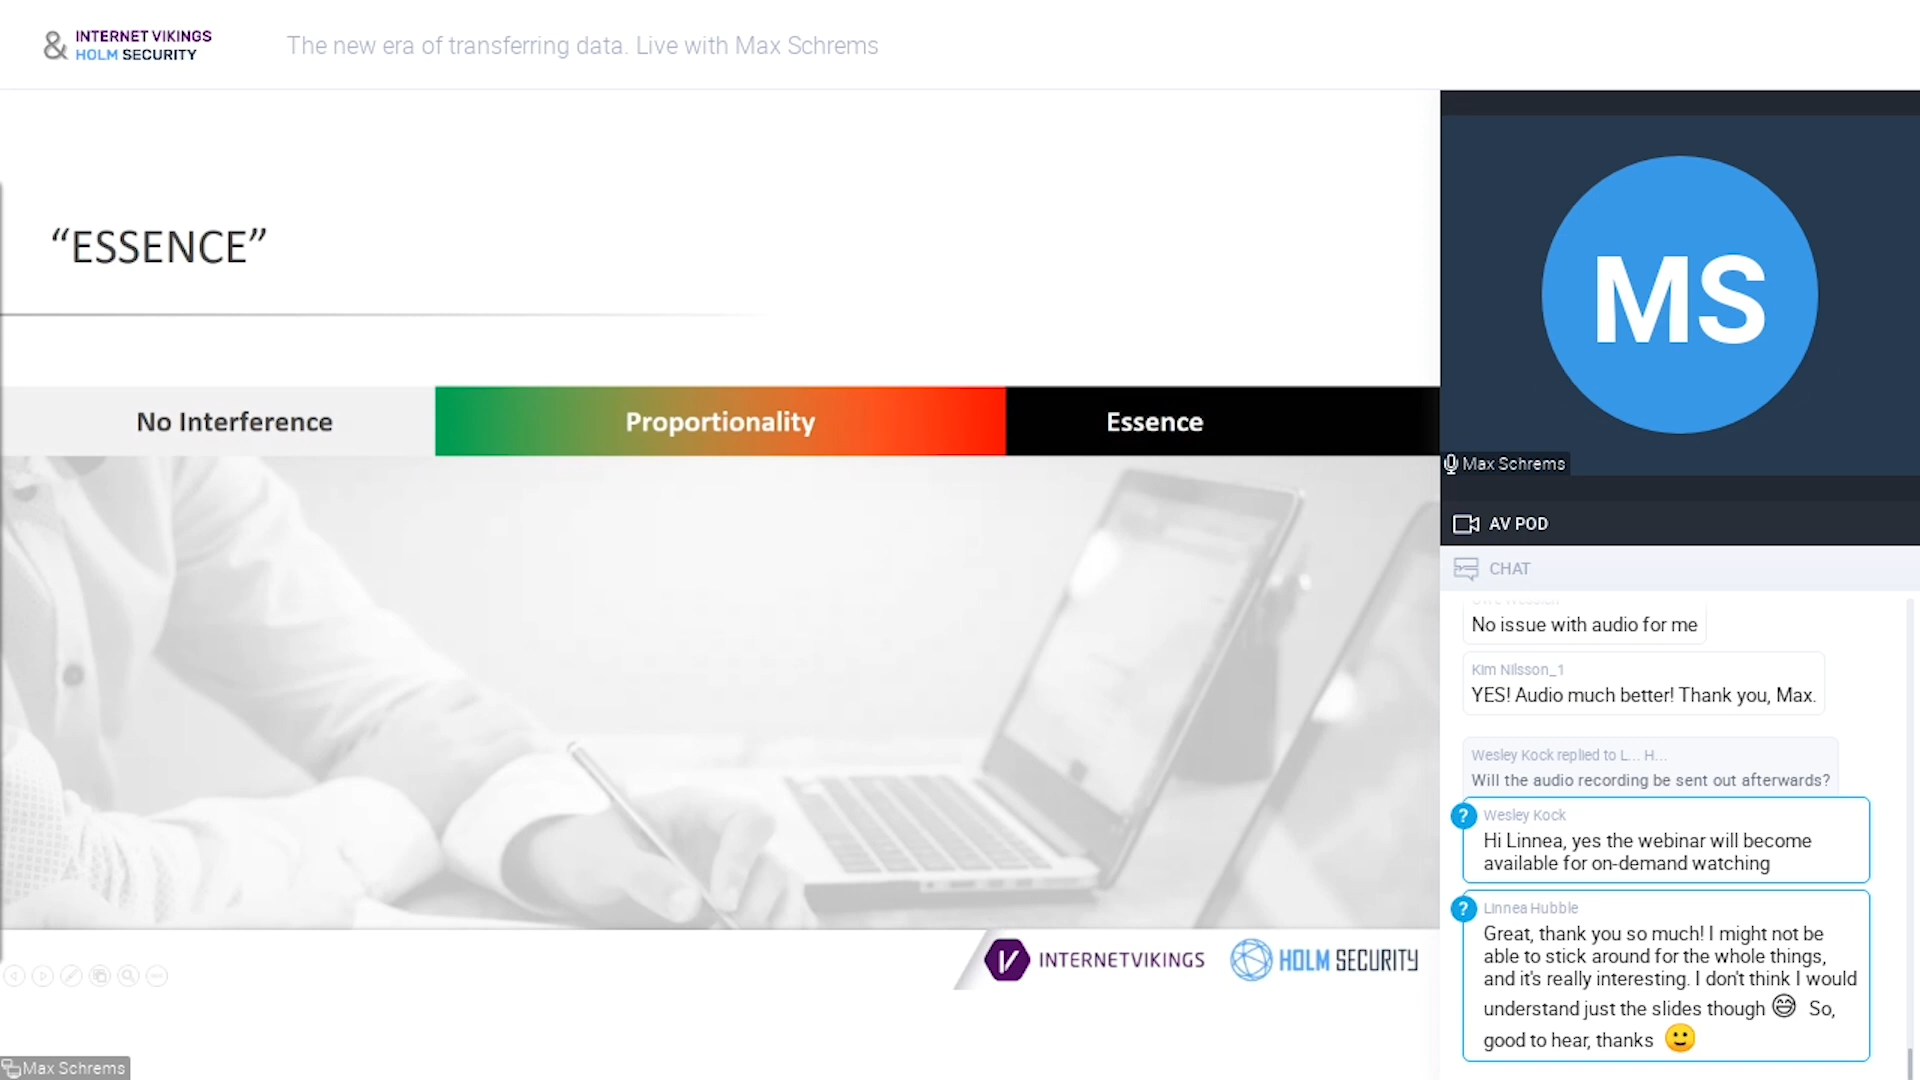 & INTERNET VIKINGS
HOLM SECURITY
The new era of transferring data. Live with Max Schrems
“ESSENCE”
No Interference
Proportionality
Essence
INTERNETVIKINGS
HOLM SECURITY
Max Schrems
MS
Max Schrems
AV POD
CHAT
No issue with audio for me
Kim Nilsson_1
YES! Audio much better! Thank you, Max.
Wesley Kock replied to L... H...
Will the audio recording be sent out afterwards?
? Wesley Kock
Hi Linnea, yes the webinar will become
available for on-demand watching
? Linnea Hubble
Great, thank you so much! I might not be
able to stick around for the whole things,
and it's really interesting. I don't think I would
understand just the slides though 😅 So,
good to hear, thanks 🙂